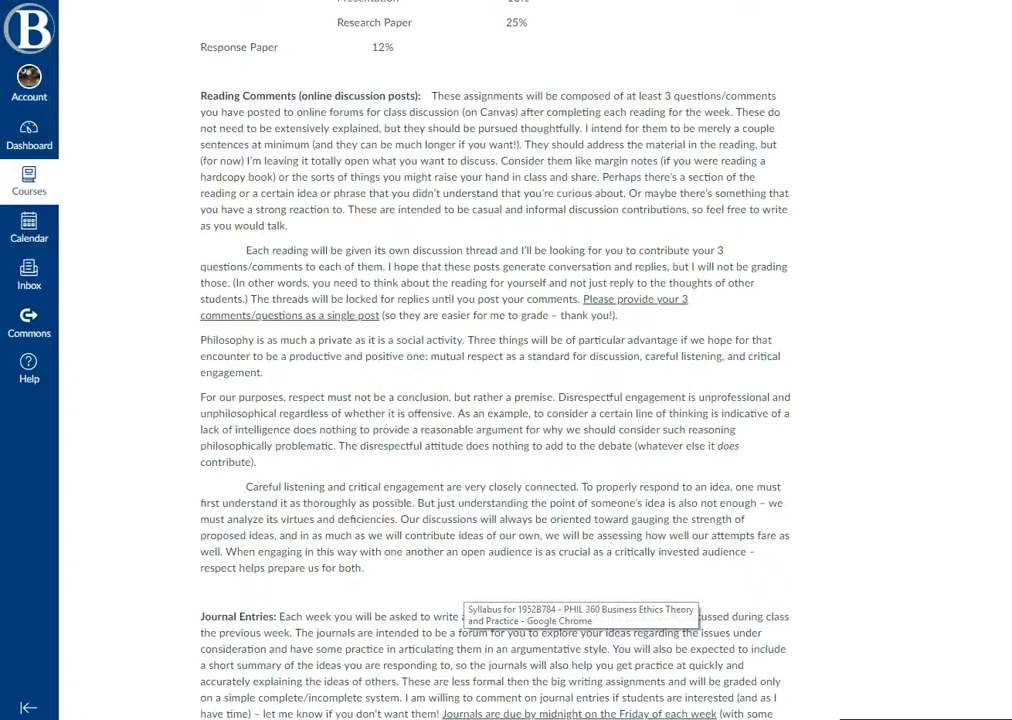 B
Account
Dashboard
Courses
Calendar
Inbox
Commons
Help
Research Paper 25%
Response Paper 12%
Reading Comments (online discussion posts): These assignments will be composed of at least 3 questions/comments
you have posted to online forums for class discussion (on Canvas) after completing each reading for the week. These do
not need to be extensively explained, but they should be pursued thoughtfully. I intend for them to be merely a couple
sentences at minimum (and they can be much longer if you want!). They should address the material in the reading, but
(for now) I'm leaving it totally open what you want to discuss. Consider them like margin notes (if you were reading a
hardcopy book) or the sorts of things you might raise your hand in class and share. Perhaps there's a section of the
reading or a certain idea or phrase that you didn't understand that you're curious about. Or maybe there's something that
you have a strong reaction to. These are intended to be casual and informal discussion contributions, so feel free to write
as you would talk.
Each reading will be given its own discussion thread and I'll be looking for you to contribute your 3
questions/comments to each of them. I hope that these posts generate conversation and replies, but I will not be grading
those. (In other words, you need to think about the reading for yourself and not just reply to the thoughts of other
students.) The threads will be locked for replies until you post your comments. Please provide your 3
comments/questions as a single post (so they are easier for me to grade – thank you!).
Philosophy is as much a private as it is a social activity. Three things will be of particular advantage if we hope for that
encounter to be a productive and positive one: mutual respect as a standard for discussion, careful listening, and critical
engagement.
For our purposes, respect must not be a conclusion, but rather a premise. Disrespectful engagement is unprofessional and
unphilosophical regardless of whether it is offensive. As an example, to consider a certain line of thinking is indicative of a
lack of intelligence does nothing to provide a reasonable argument for why we should consider such reasoning
philosophically problematic. The disrespectful attitude does nothing to add to the debate (whatever else it does
contribute).
Careful listening and critical engagement are very closely connected. To properly respond to an idea, one must
first understand it as thoroughly as possible. But just understanding the point of someone's idea is also not enough – we
must analyze its virtues and deficiencies. Our discussions will always be oriented toward gauging the strength of
proposed ideas, and in as much as we will contribute ideas of our own, we will be assessing how well our attempts fare as
well. When engaging in this way with one another an open audience is as crucial as a critically invested audience –
respect helps prepare us for both.
Syllabus for 1952B784 - PHIL 360 Business Ethics Theory
and Practice - Google Chrome
Journal Entries: Each week you will be asked to write during class
the previous week. The journals are intended to be a forum for you to explore your ideas regarding the issues under
consideration and have some practice in articulating them in an argumentative style. You will also be expected to include
a short summary of the ideas you are responding to, so the journals will also help you get practice at quickly and
accurately explaining the ideas of others. These are less formal then the big writing assignments and will be graded only
on a simple complete/incomplete system. I am willing to comment on journal entries if students are interested (and as I
have time) – let me know if you don't want them! Journals are due by midnight on the Friday of each week (with some